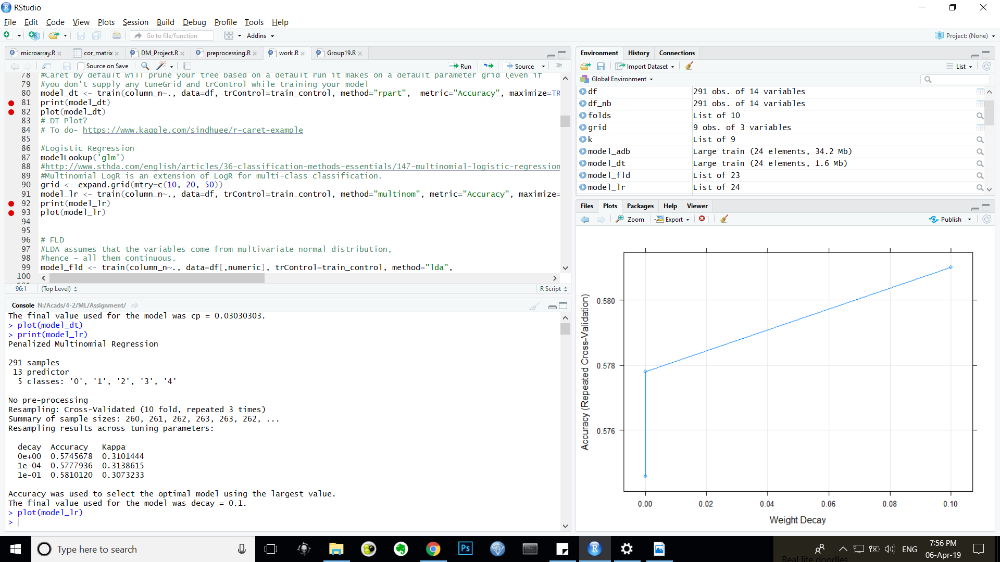 RStudio
File Edit Code View Plots Session Build Debug Profile Tools Help
Go to file/function Addins Project: (None)
microarray.R cor_matrix DM_Project.R preprocessing.R work.R Group19.R
Source on Save Run Source
78 #Caret by default will prune your tree based on a default run it makes on a default parameter grid (even if
79 #you don't supply any tuneGrid and trControl while training your model
80 model_dt <- train(column_n~., data=df, trControl=train_control, method="rpart", metric="Accuracy", maximize=TR
81 print(model_dt)
82 plot(model_dt)
83 # DT Plot?
84 # To do- https://www.kaggle.com/sindhuee/r-caret-example
85
86 #Logistic Regression
87 modelLookup('glm')
88 #http://www.sthda.com/english/articles/36-classification-methods-essentials/147-multinomial-logistic-regression
89 #Multinomial LogR is an extension of LogR for multi-class classification.
90 grid <- expand.grid(mtry=c(10, 20, 50))
91 model_lr <- train(column_n~., data=df, trControl=train_control, method="multinom", metric="Accuracy", maximize=
92 print(model_lr)
93 plot(model_lr)
94
95
96 # FLD
97 #LDA assumes that the variables come from multivariate normal distribution,
98 #hence - all them continuous.
99 model_fld <- train(column_n~., data=df[,numeric], trControl=train_control, method="lda",
100
96:1 (Top Level) R Script
Console N:/Acads/4-2/ML/Assignment/
The final value used for the model was cp = 0.03030303.
> plot(model_dt)
> print(model_lr)
Penalized Multinomial Regression
291 samples
13 predictor
5 classes: '0', '1', '2', '3', '4'
No pre-processing
Resampling: Cross-Validated (10 fold, repeated 3 times)
Summary of sample sizes: 260, 261, 262, 263, 263, 262, ...
Resampling results across tuning parameters:
decay Accuracy Kappa
0e+00 0.5745678 0.3101444
1e-04 0.5777936 0.3138615
1e-01 0.5810120 0.3073233
Accuracy was used to select the optimal model using the largest value.
The final value used for the model was decay = 0.1.
> plot(model_lr)
>
Environment History Connections
Import Dataset List
Global Environment
df 291 obs. of 14 variables
df_nb 291 obs. of 14 variables
folds List of 10
grid 9 obs. of 3 variables
k List of 9
model_adb Large train (24 elements, 34.2 Mb)
model_dt Large train (24 elements, 1.6 Mb)
model_fld List of 23
model_lr List of 24
Files Plots Packages Help Viewer
Zoom Export Publish
Accuracy (Repeated Cross-Validation)
0.580
0.578
0.576
0.00 0.02 0.04 0.06 0.08 0.10
Weight Decay
Type here to search
Ps
R
ENG
7:56 PM
06-Apr-19
Real life doodles